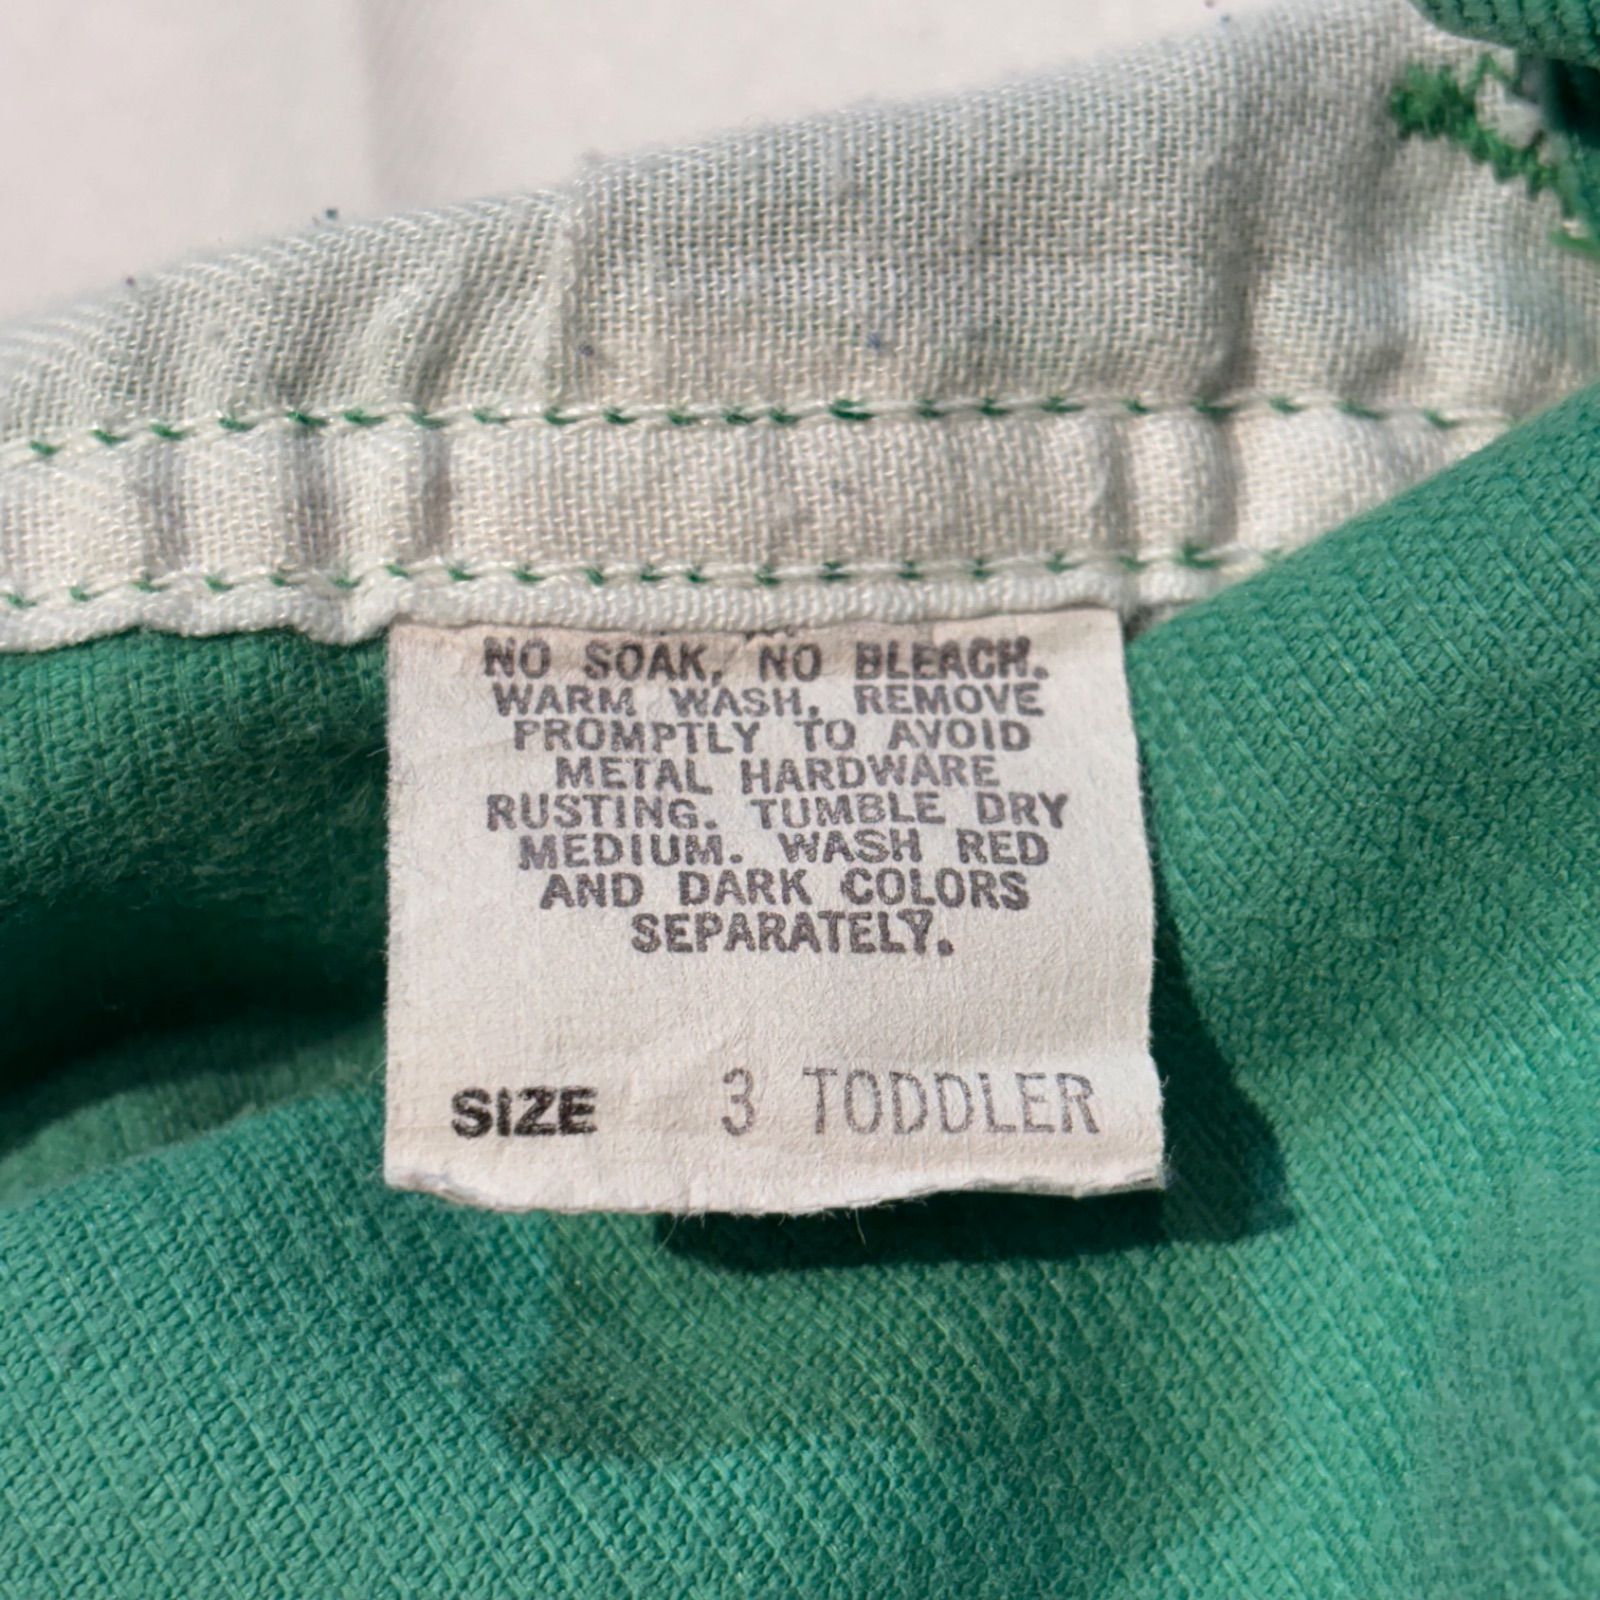 NO SOAK, NO BLEACH.
WARM WASH. REMOVE
PROMPTLY TO AVOID
METAL HARDWARE
RUSTING. TUMBLE DRY
MEDIUM. WASH RED
AND DARK COLORS
SEPARATELY.
SIZE 3 TODDLER